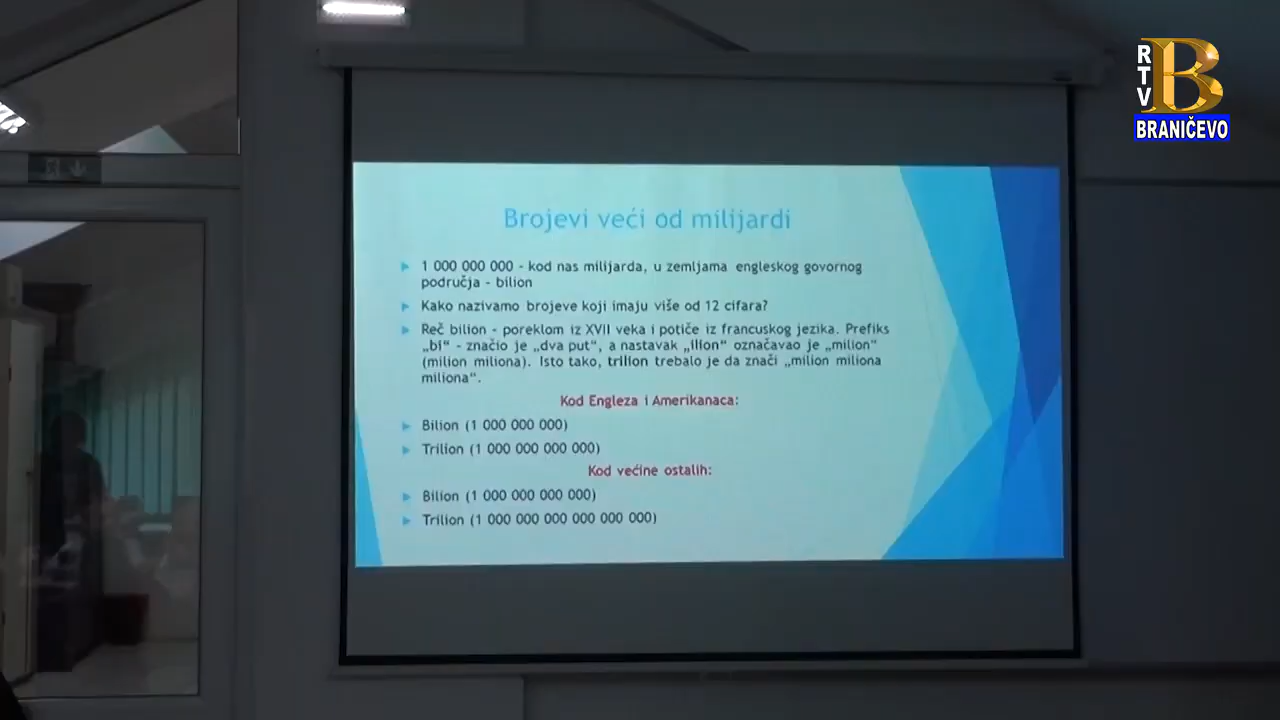 RTV
B
BRANIČEVO
Brojevi veći od milijardi
1 000 000 000 - kod nas milijarda, u zemljama engleskog govornog
područja - bilion
Kako nazivamo brojeve koji imaju više od 12 cifara?
Reč bilion - poreklom iz XVII veka i potiče iz francuskog jezika. Prefiks
„bi“ - značio je „dva put“, a nastavak „ilion“ označavao je „milion“
(milion miliona). Isto tako, trilion trebalo je da znači „milion miliona
miliona“.
Kod Engleza i Amerikanaca:
Bilion (1 000 000 000)
Trilion (1 000 000 000 000)
Kod većine ostalih:
Bilion (1 000 000 000 000)
Trilion (1 000 000 000 000 000 000)